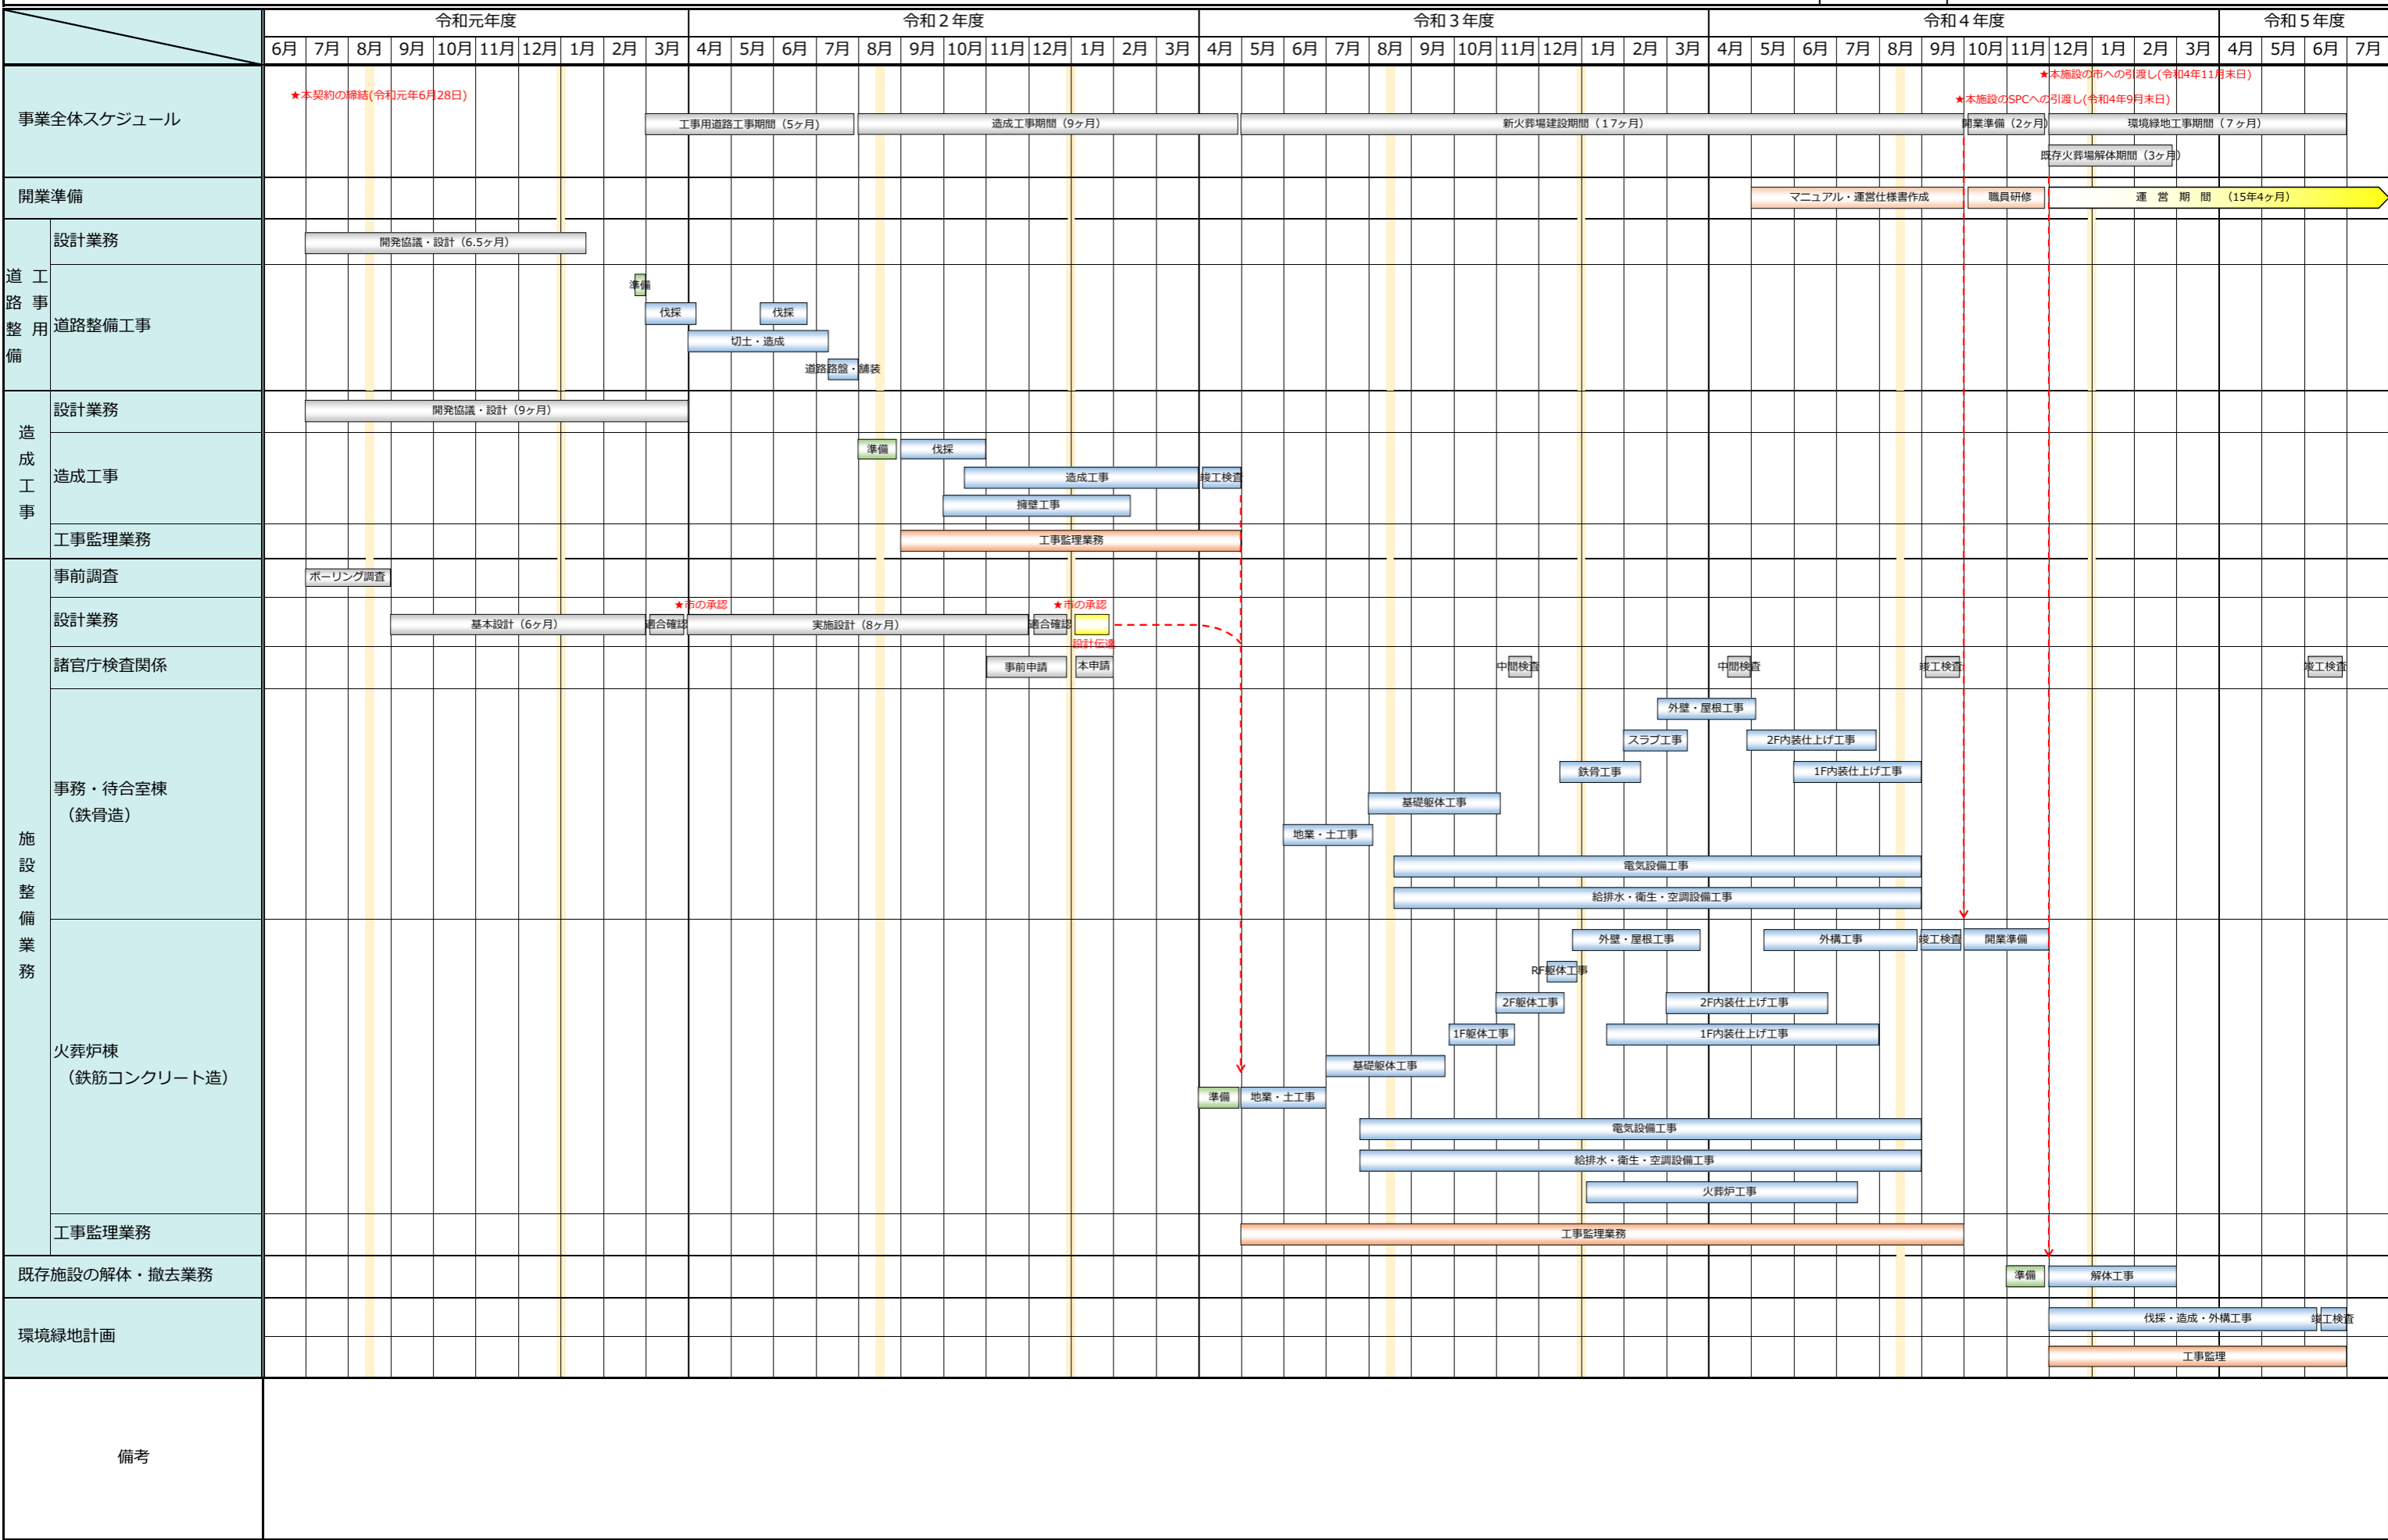 令和元年度 令和２年度 令和３年度 令和４年度 令和５年度
6月 7月 8月 9月 10月 11月 12月 1月 2月 3月 4月 5月 6月 7月 8月 9月 10月 11月 12月 1月 2月 3月 4月 5月 6月 7月 8月 9月 10月 11月 12月 1月 2月 3月 4月 5月 6月 7月 8月 9月 10月 11月 12月 1月 2月 3月 4月 5月 6月 7月
★本施設の市への引渡し(令和4年11月末日)
★本契約の締結(令和元年6月28日)
★本施設のSPCへの引渡し(令和4年9月末日)
事業全体スケジュール
工事用道路工事期間（5ヶ月） 造成工事期間（9ヶ月） 新火葬場建設期間（１7ヶ月） 開業準備（2ヶ月） 環境緑地工事期間（７ヶ月）
既存火葬場解体期間（3ヶ月）
開業準備
マニュアル・運営仕様書作成 職員研修 運 営 期 間 （15年4ヶ月）
工事用道路整備
設計業務
開発協議・設計（6.5ヶ月）
道路整備工事
準備
伐採 伐採
切土・造成
道路路盤・舗装
造成工事
設計業務
開発協議・設計（9ヶ月）
造成工事
準備 伐採
造成工事 竣工検査
擁壁工事
工事監理業務
工事監理業務
施設整備業務
事前調査
ボーリング調査
設計業務
★市の承認 ★市の承認
基本設計（6ヶ月） 適合確認 実施設計（8ヶ月） 適合確認
設計伝達
諸官庁検査関係
事前申請 本申請 中間検査 中間検査 竣工検査 竣工検査
事務・待合室棟
（鉄骨造）
外壁・屋根工事
スラブ工事 2F内装仕上げ工事
鉄骨工事 1F内装仕上げ工事
基礎躯体工事
地業・土工事
電気設備工事
給排水・衛生・空調設備工事
火葬炉棟
（鉄筋コンクリート造）
外壁・屋根工事 外構工事 竣工検査 開業準備
RF躯体工事
2F躯体工事 2F内装仕上げ工事
1F躯体工事 1F内装仕上げ工事
基礎躯体工事
準備 地業・土工事
電気設備工事
給排水・衛生・空調設備工事
火葬炉工事
工事監理業務
工事監理業務
既存施設の解体・撤去業務
準備 解体工事
環境緑地計画
伐採・造成・外構工事 竣工検査
工事監理
備考